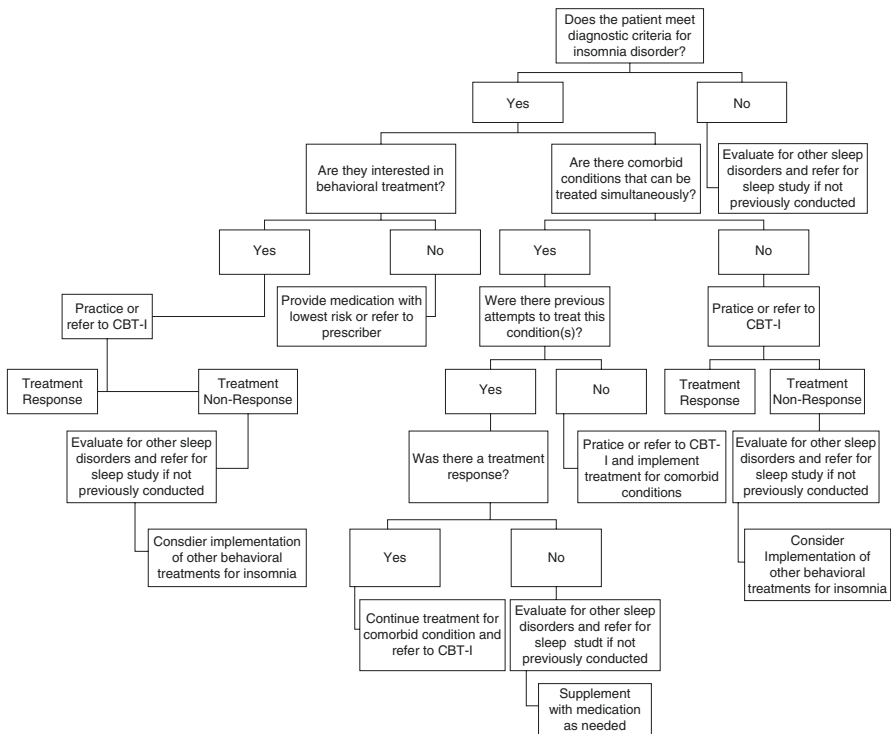 Does the patient meet
diagnostic criteria for
insomnia disorder?
Yes
No
Are they interested in
behavioral treatment?
Are there comorbid
conditions that can be
treated simultaneously?
Evaluate for other sleep
disorders and refer for
sleep study if not
previously conducted
Yes
No
Yes
No
Practice or
refer to CBT-I
Provide medication with
lowest risk or refer to
prescriber
Were there previous
attempts to treat this
condition(s)?
Pratice or refer to
CBT-I
Treatment
Response
Treatment
Non-Response
Yes
No
Treatment
Response
Treatment
Non-Response
Evaluate for other sleep
disorders and refer for
sleep study if not
previously conducted
Was there a treatment
response?
Pratice or refer to CBT-
I and implement
treatment for comorbid
conditions
Evaluate for other sleep
disorders and refer for
sleep study if not
previously conducted
Consdier implementation
of other behavioral
treatments for insomnia
Yes
No
Consider
Implementation of
other behavioral
treatments for insomnia
Continue treatment for
comorbid condition and
refer to CBT-I
Evaluate for other sleep
disorders and refer for
sleep studt if not
previously conducted
Supplement
with medication
as needed